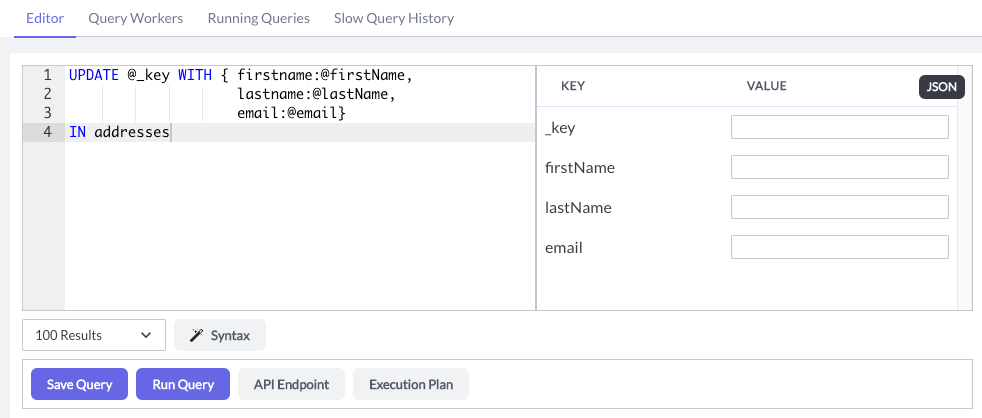 Editor Query Workers Running Queries Slow Query History
1 UPDATE @_key WITH { firstname:@firstName,
2 lastname:@lastName,
3 email:@email}
4 IN addresses
KEY VALUE JSON
_key
firstName
lastName
email
100 Results Syntax
Save Query Run Query API Endpoint Execution Plan